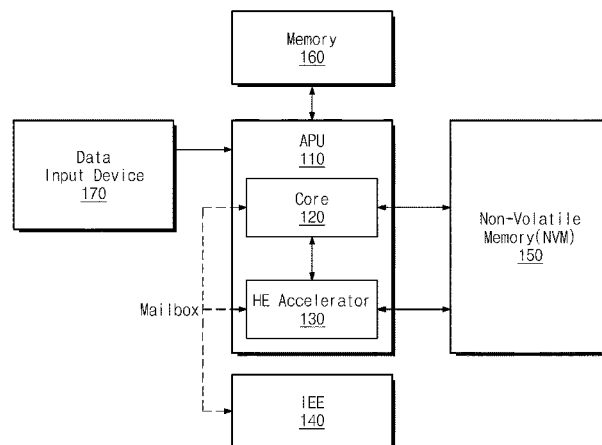 Memory
160
Data
Input Device
170
APU
110
Core
120
Non-Volatile
Memory(NVM)
150
Mailbox
HE Accelerator
130
IEE
140